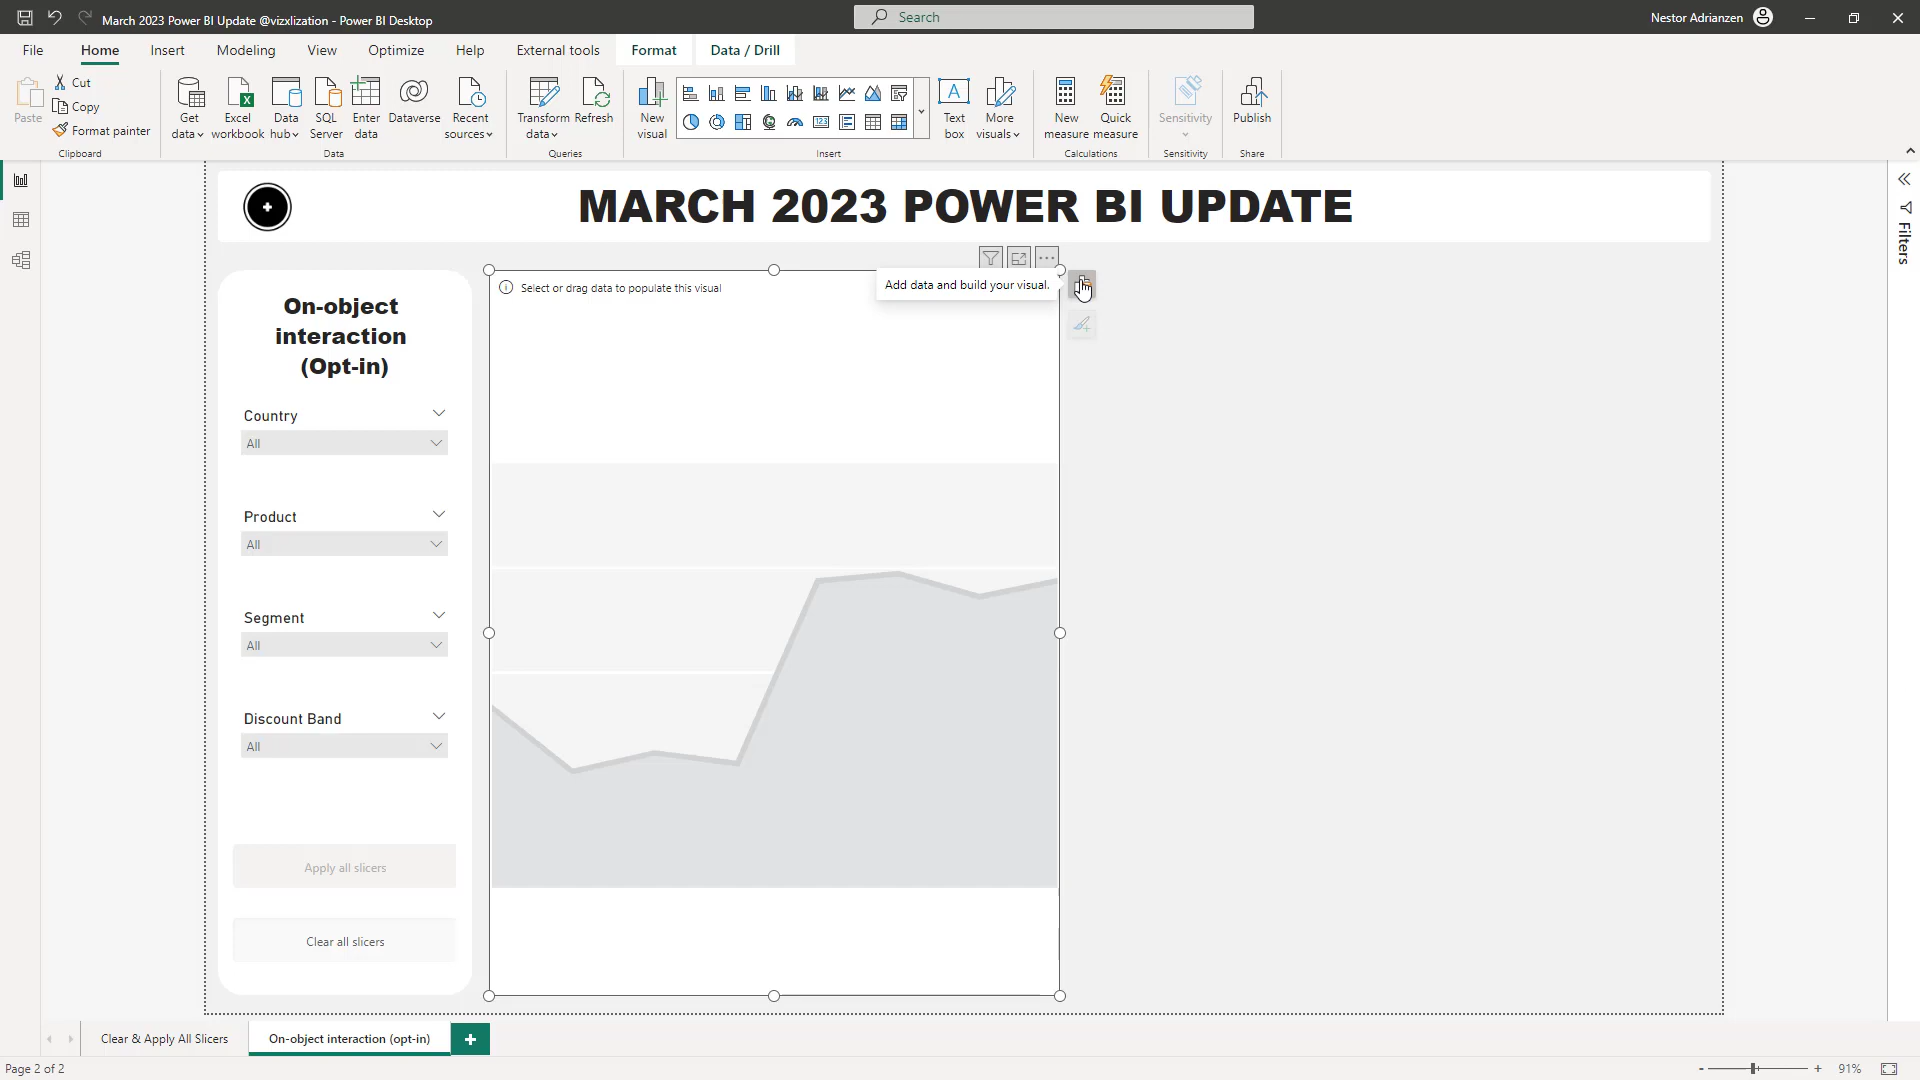 March 2023 Power BI Update @vizxlization - Power BI Desktop
Search
Nestor Adrianzen
File Home Insert Modeling View Optimize Help External tools Format Data / Drill
Paste
Cut
Copy
Format painter
Clipboard
Get data
Excel workbook
Data hub
SQL Server
Enter data
Dataverse
Recent sources
Data
Transform data
Refresh
Queries
New visual
123
Insert
A
Text box
More visuals
New measure
Quick measure
Calculations
Sensitivity
Sensitivity
Publish
Share
MARCH 2023 POWER BI UPDATE
Filters
On-object
interaction
(Opt-in)
Country
All
Product
All
Segment
All
Discount Band
All
Apply all slicers
Clear all slicers
Select or drag data to populate this visual
Add data and build your visual.
Clear & Apply All Slicers
On-object interaction (opt-in)
Page 2 of 2
91%